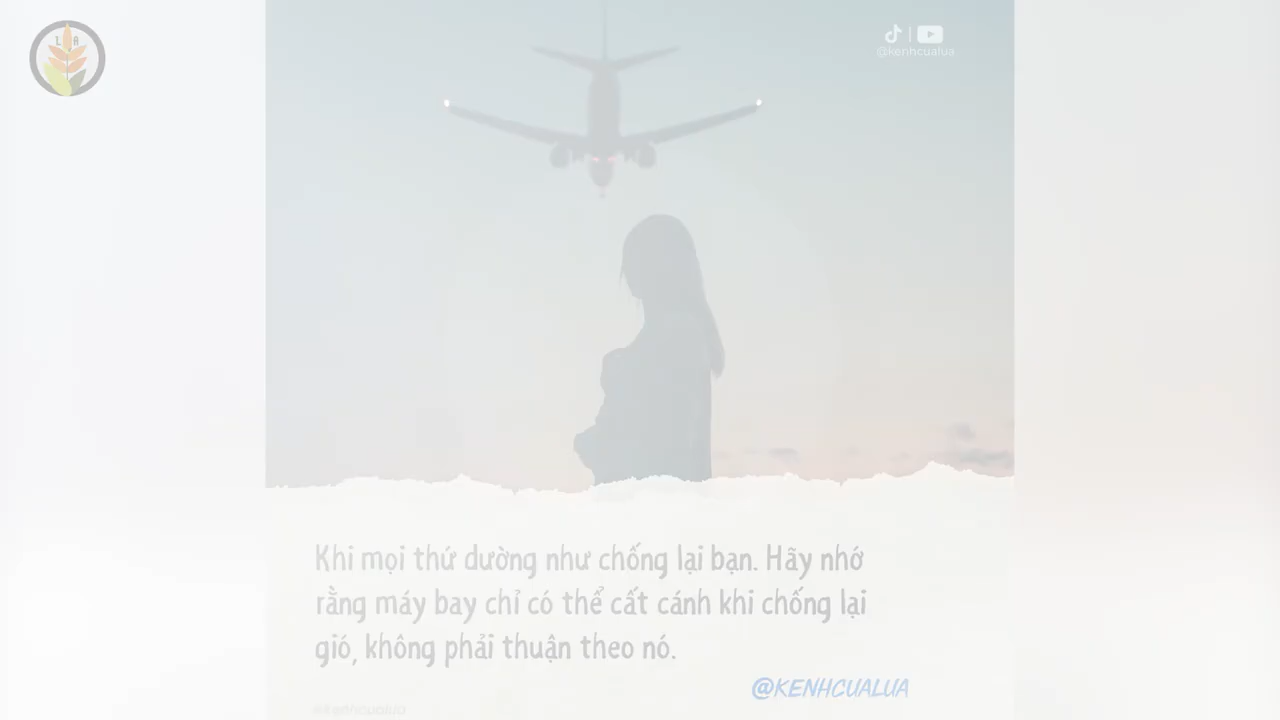 L A
@kenhcualua
Khi mọi thứ dường như chống lại bạn. Hãy nhớ
rằng máy bay chỉ có thể cất cánh khi chống lại
gió, không phải thuận theo nó.
@KENHCUALUA
@kenhcualua